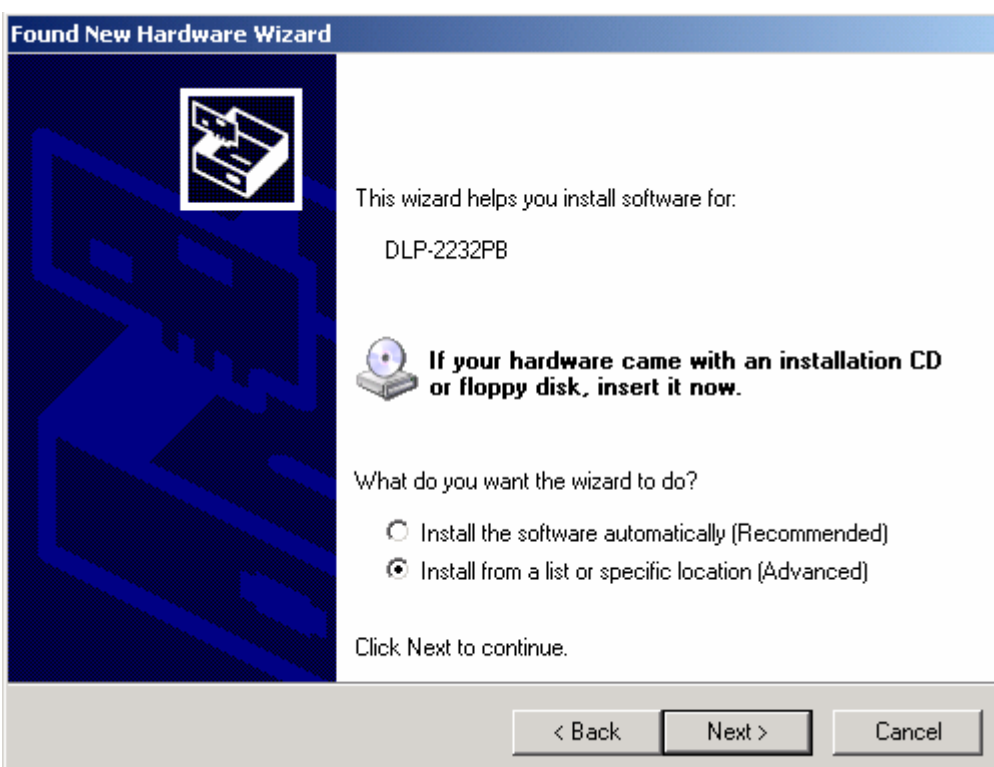 Found New Hardware Wizard
This wizard helps you install software for:
DLP-2232PB
If your hardware came with an installation CD
or floppy disk, insert it now.
What do you want the wizard to do?
Install the software automatically (Recommended)
Install from a list or specific location (Advanced)
Click Next to continue.
< Back
Next >
Cancel